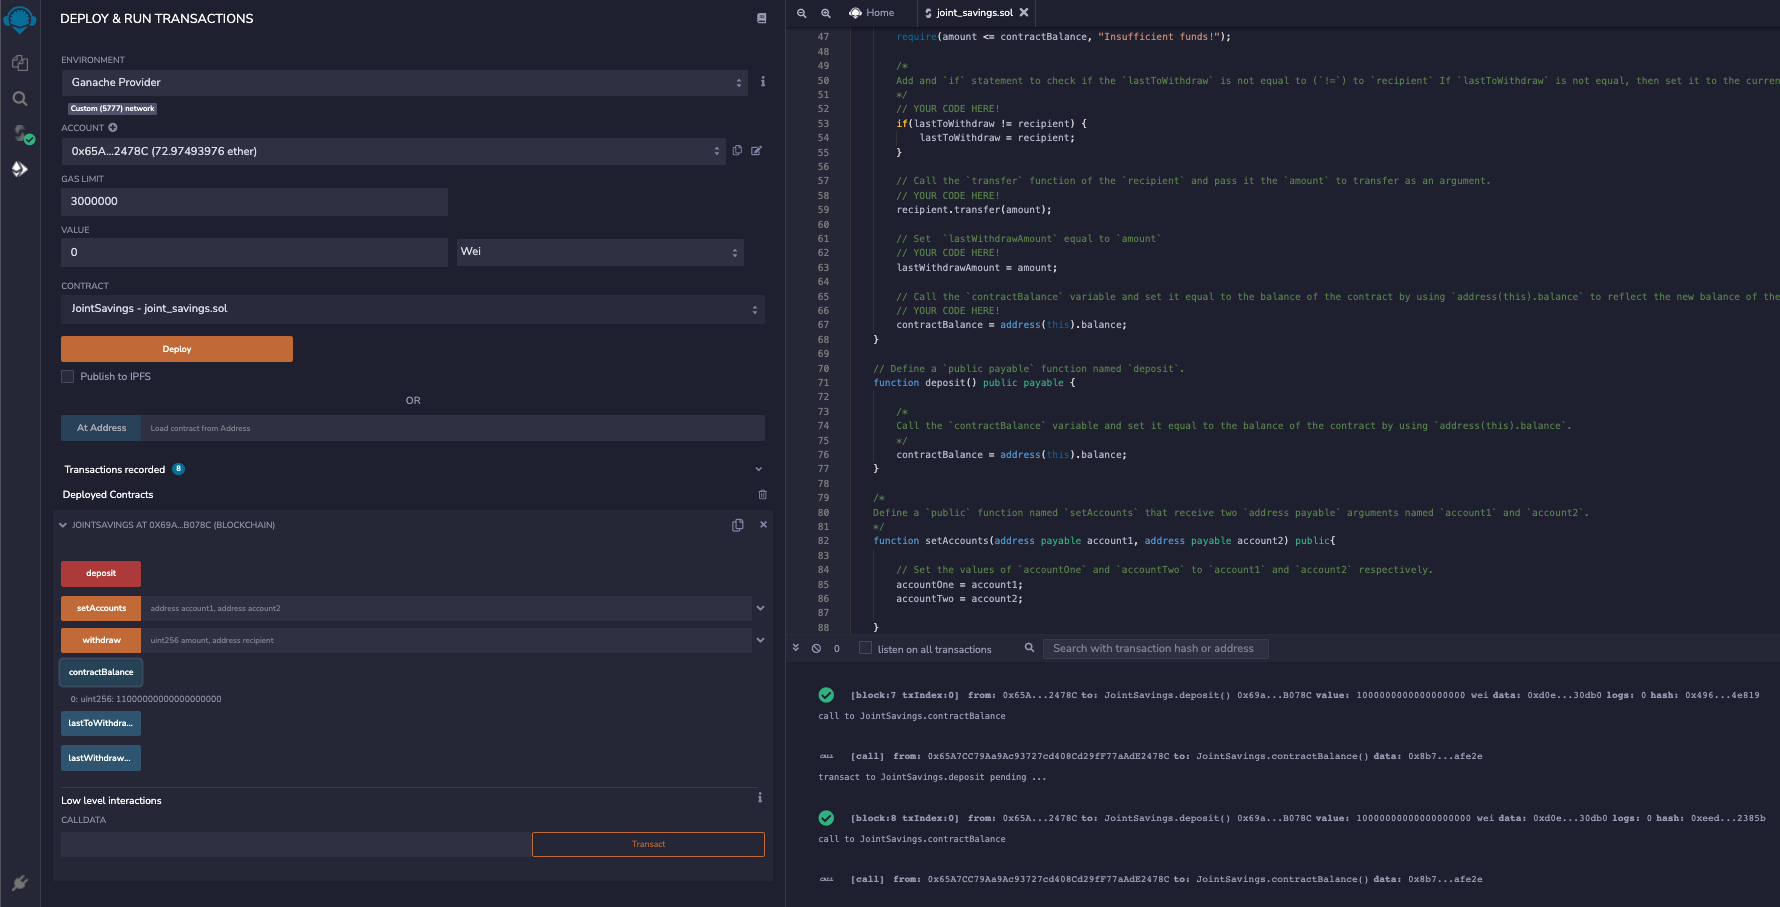 DEPLOY & RUN TRANSACTIONS
ENVIRONMENT
Ganache Provider
Custom (5777) network
ACCOUNT
0x65A...2478C (72.97493976 ether)
GAS LIMIT
3000000
VALUE
0
Wei
CONTRACT
JointSavings - joint_savings.sol
Deploy
Publish to IPFS
OR
At Address
Load contract from Address
Transactions recorded 8
Deployed Contracts
JOINTSAVINGS AT 0X69A...B078C (BLOCKCHAIN)
deposit
setAccounts
address account1, address account2
withdraw
uint256 amount, address recipient
contractBalance
0: uint256: 11000000000000000000
lastToWithdra...
lastWithdraw...
Low level interactions
CALLDATA
Transact
Home
joint_savings.sol
47 require(amount <= contractBalance, "Insufficient funds!");
48
49 /*
50 Add and `if` statement to check if the `lastToWithdraw` is not equal to (`!=`) to `recipient` If `lastToWithdraw` is not equal, then set it to the curren
51 */
52 // YOUR CODE HERE!
53 if(lastToWithdraw != recipient) {
54 lastToWithdraw = recipient;
55 }
56
57 // Call the `transfer` function of the `recipient` and pass it the `amount` to transfer as an argument.
58 // YOUR CODE HERE!
59 recipient.transfer(amount);
60
61 // Set  `lastWithdrawAmount` equal to `amount`
62 // YOUR CODE HERE!
63 lastWithdrawAmount = amount;
64
65 // Call the `contractBalance` variable and set it equal to the balance of the contract by using `address(this).balance` to reflect the new balance of the
66 // YOUR CODE HERE!
67 contractBalance = address(this).balance;
68 }
69
70 // Define a `public payable` function named `deposit`.
71 function deposit() public payable {
72
73 /*
74 Call the `contractBalance` variable and set it equal to the balance of the contract by using `address(this).balance`.
75 */
76 contractBalance = address(this).balance;
77 }
78
79 /*
80 Define a `public` function named `setAccounts` that receive two `address payable` arguments named `account1` and `account2`.
81 */
82 function setAccounts(address payable account1, address payable account2) public{
83
84 // Set the values of `accountOne` and `accountTwo` to `account1` and `account2` respectively.
85 accountOne = account1;
86 accountTwo = account2;
87
88 }
0
listen on all transactions
Search with transaction hash or address
[block:7 txIndex:0] from: 0x65A...2478C to: JointSavings.deposit() 0x69a...B078C value: 1000000000000000000 wei data: 0xd0e...30db0 logs: 0 hash: 0x496...4e819
call to JointSavings.contractBalance
CALL [call] from: 0x65A7CC79Aa9Ac93727cd408Cd29fF77aAdE2478C to: JointSavings.contractBalance() data: 0x8b7...afe2e
transact to JointSavings.deposit pending ...
[block:8 txIndex:0] from: 0x65A...2478C to: JointSavings.deposit() 0x69a...B078C value: 10000000000000000000 wei data: 0xd0e...30db0 logs: 0 hash: 0xeed...2385b
call to JointSavings.contractBalance
CALL [call] from: 0x65A7CC79Aa9Ac93727cd408Cd29fF77aAdE2478C to: JointSavings.contractBalance() data: 0x8b7...afe2e